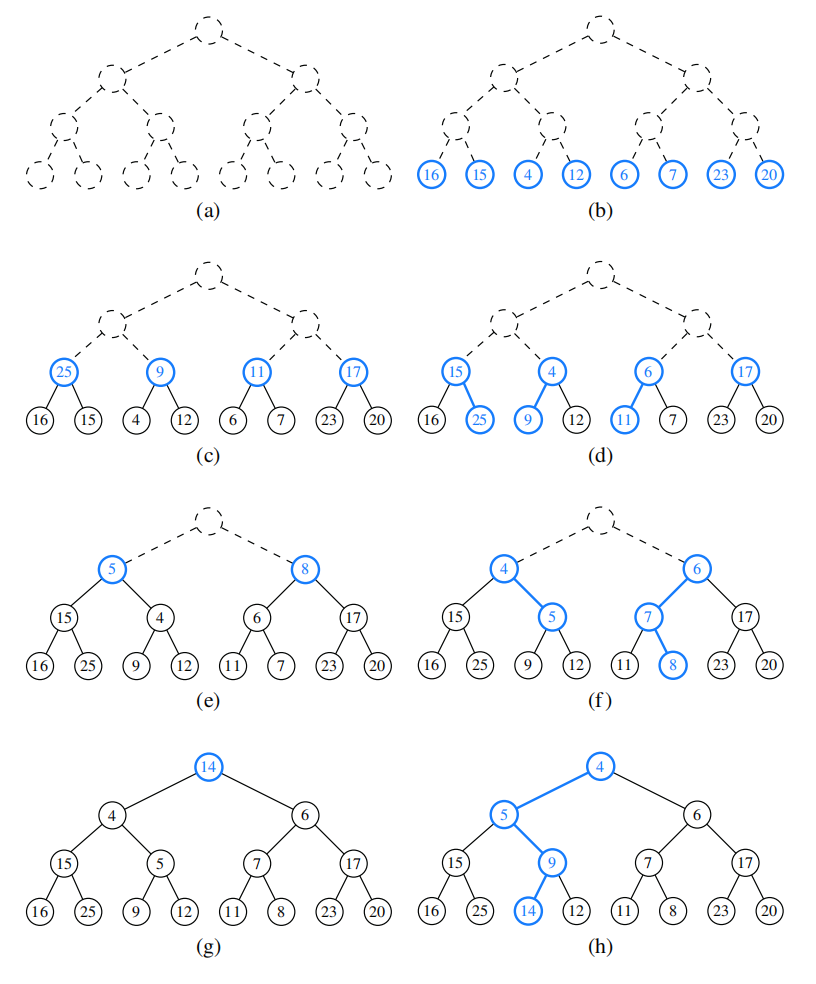 (a)
16 15 4 12 6 7 23 20
(b)
25 9 11 17
16 15 4 12 6 7 23 20
(c)
15 4 6 17
16 25 9 12 11 7 23 20
(d)
5 8
15 4 6 17
16 25 9 12 11 7 23 20
(e)
4 6
15 5 7 17
16 25 9 12 11 8 23 20
(f)
14
4 6
15 5 7 17
16 25 9 12 11 8 23 20
(g)
4
5 6
15 9 7 17
16 25 14 12 11 8 23 20
(h)